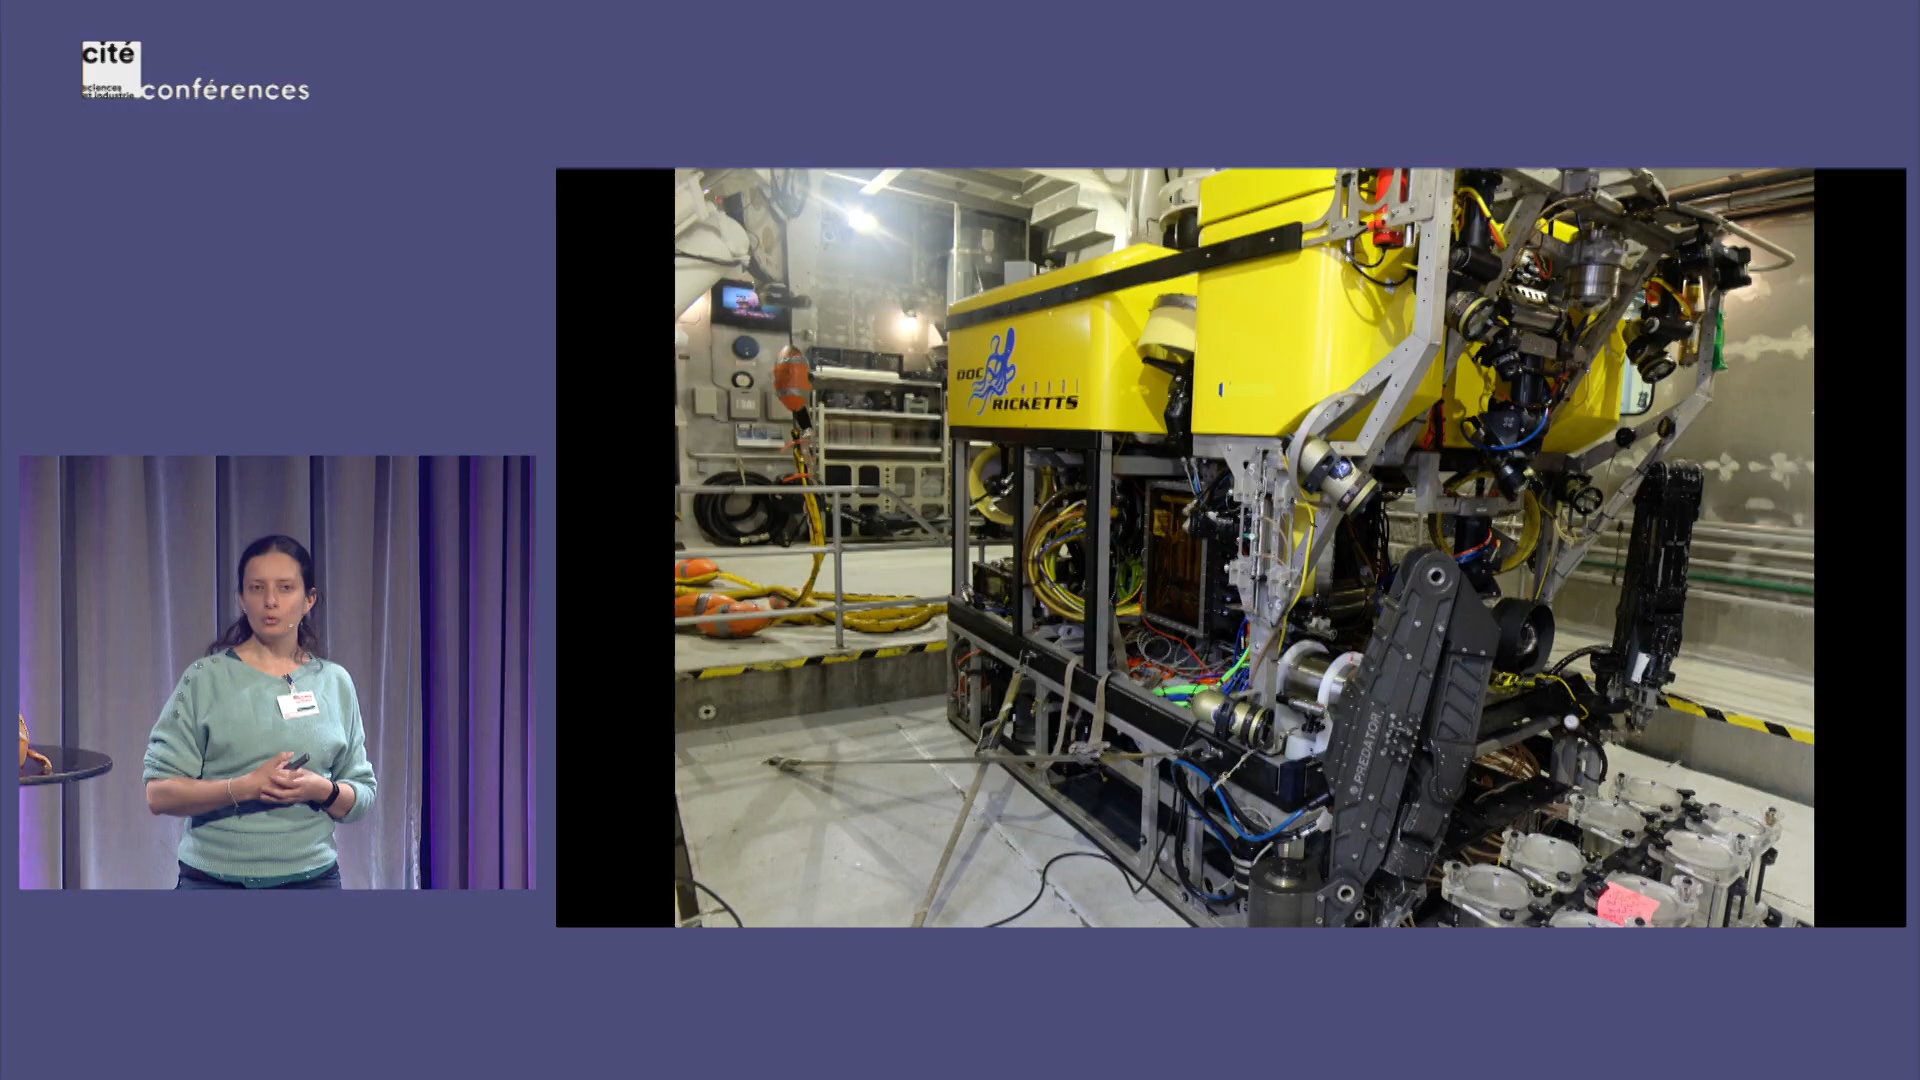 cité
sciences
et industrie
conférences
DOC
RICKETTS
PREDATOR